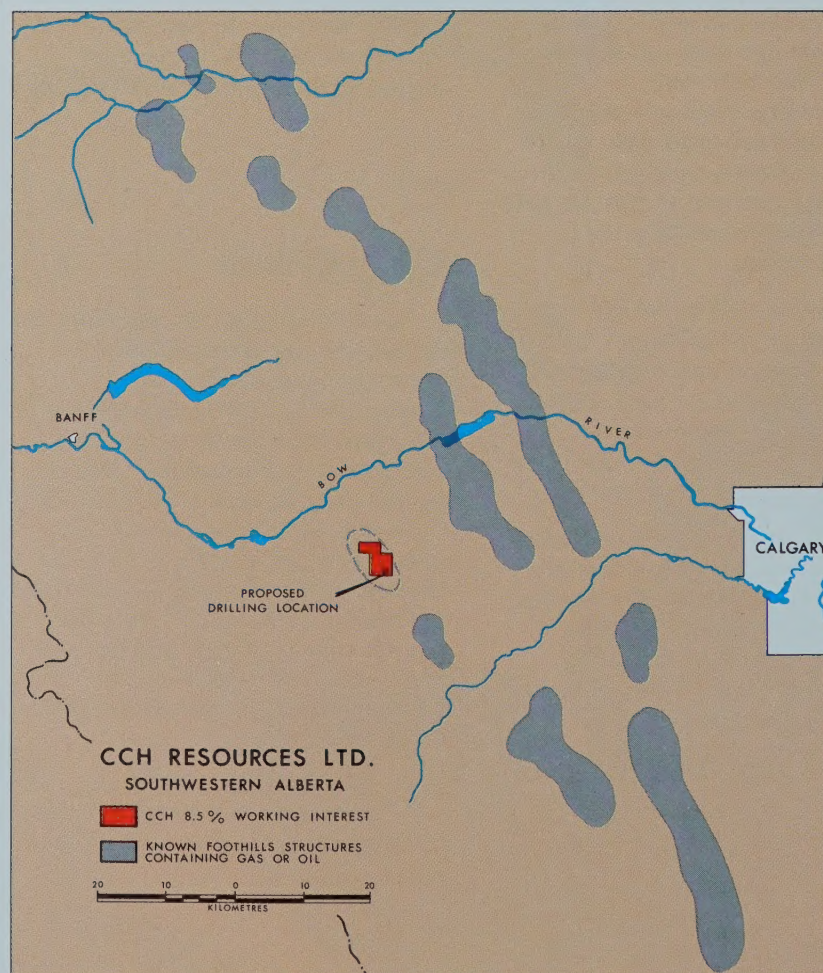 BANFF
BOW
RIVER
CALGARY
PROPOSED
DRILLING LOCATION
CCH RESOURCES LTD.
SOUTHWESTERN ALBERTA
CCH 8.5% WORKING INTEREST
KNOWN FOOTHILLS STRUCTURES
CONTAINING GAS OR OIL
20 10 0 10 20
KILOMETRES